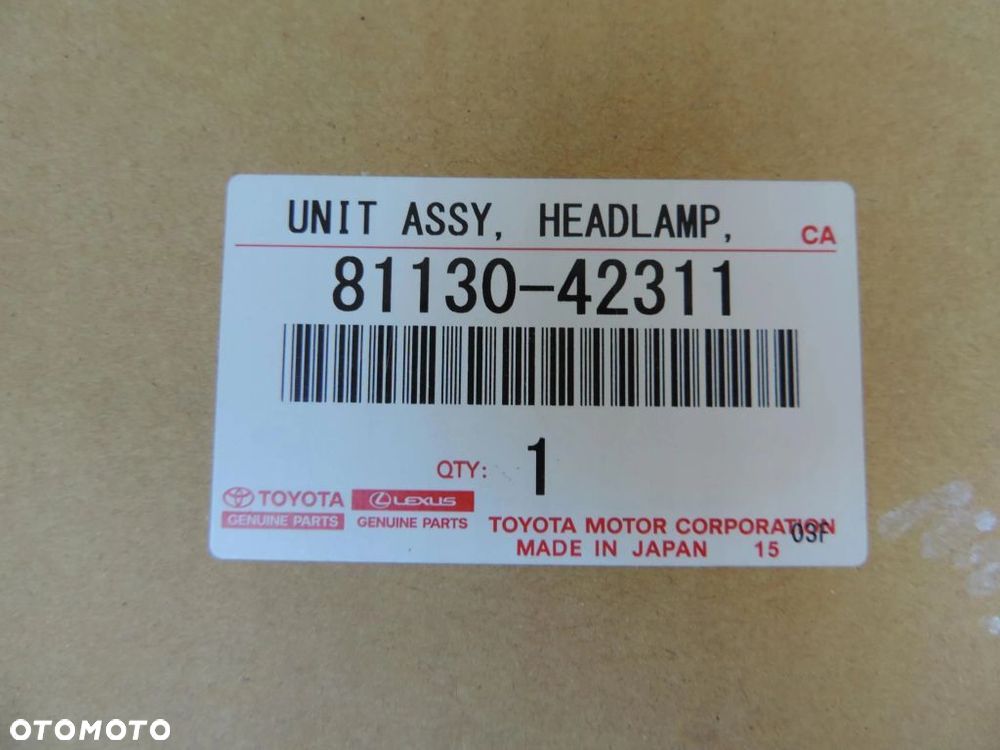 UNIT ASSY, HEADLAMP,
CA
81130-42311
QTY: 1
TOYOTA LEXUS
GENUINE PARTS GENUINE PARTS
TOYOTA MOTOR CORPORATION
MADE IN JAPAN 15 03F
OTOMOTO